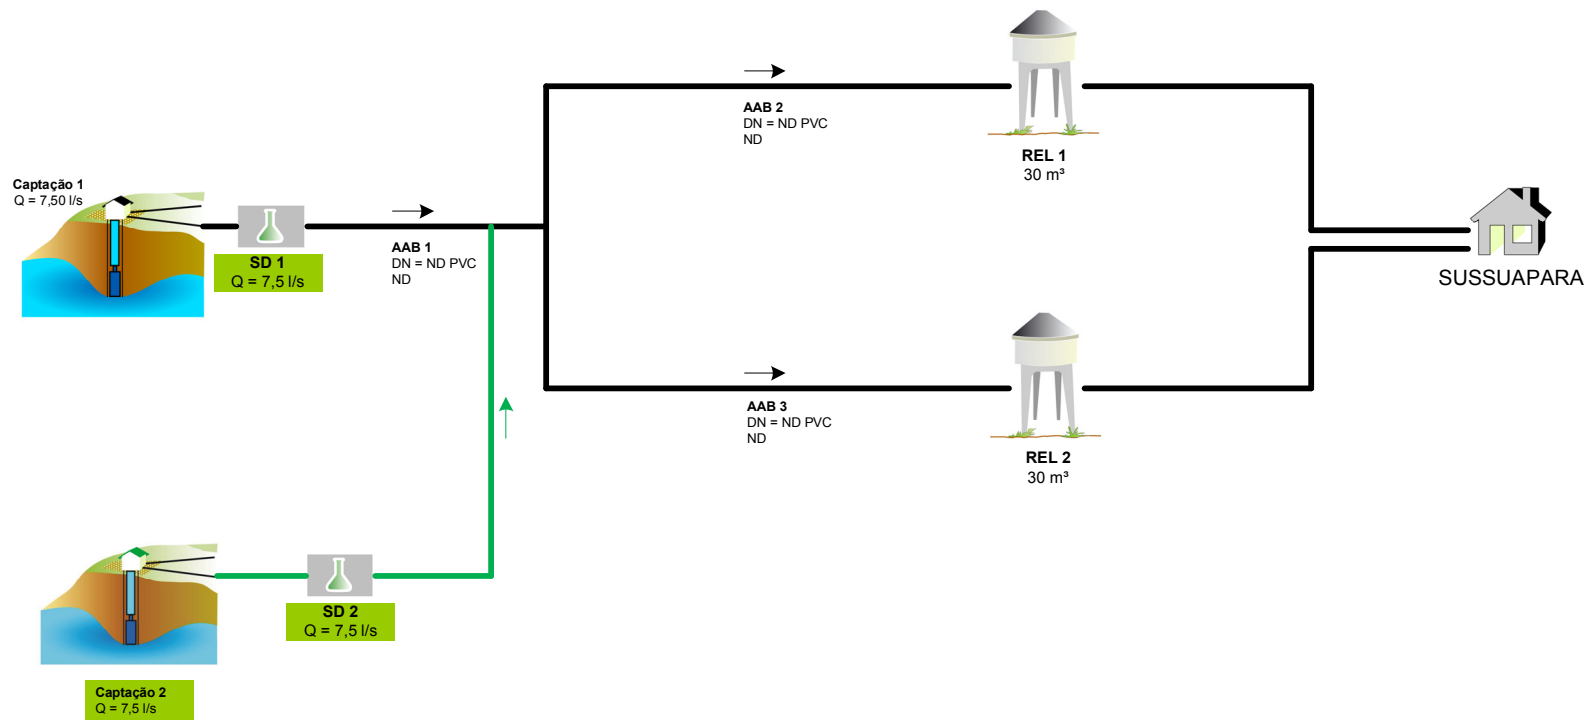 AAB 2
DN = ND PVC
ND
REL 1
30 m³
Captação 1
Q = 7,50 l/s
SD 1
Q = 7,5 l/s
AAB 1
DN = ND PVC
ND
SUSSUAPARA
AAB 3
DN = ND PVC
ND
REL 2
30 m³
SD 2
Q = 7,5 l/s
Captação 2
Q = 7,5 l/s